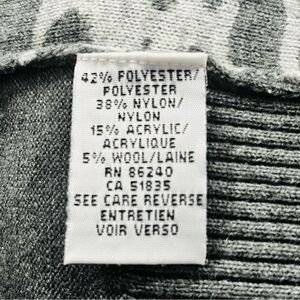 42% POLYESTER/
POLYESTER
38% NYLON/
NYLON
15% ACRYLIC/
ACRYLIQUE
5% WOOL/LAINE
RN 86240
CA 51835
SEE CARE REVERSE
ENTRETIEN
VOIR VERSO